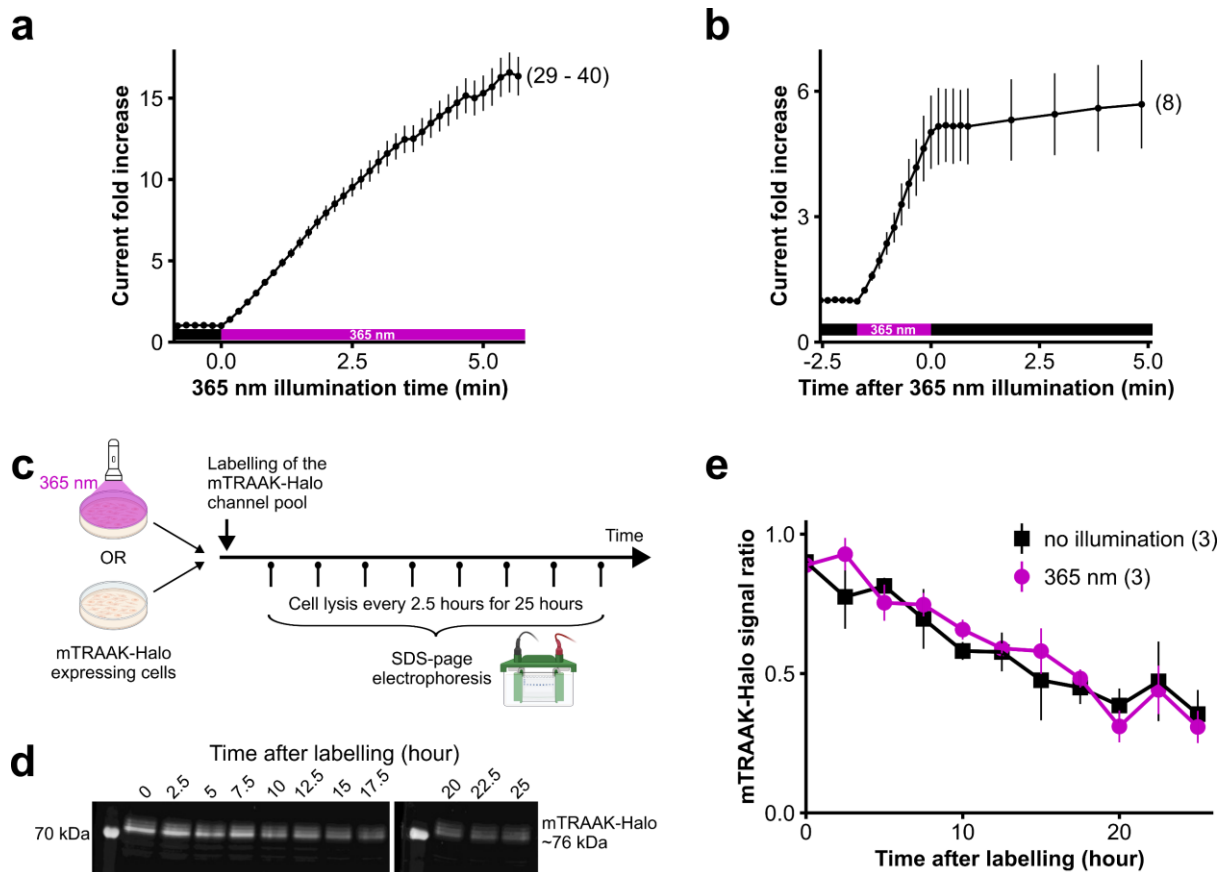 a
Current fold increase
15
10
5
0
(29 - 40)
365 nm
0.0
2.5
5.0
365 nm illumination time (min)
b
Current fold increase
6
3
0
(8)
365 nm
-2.5
0.0
2.5
5.0
Time after 365 nm illumination (min)
c
365 nm
OR
mTRAAK-Halo
expressing cells
Labelling of the
mTRAAK-Halo
channel pool
Time
Cell lysis every 2.5 hours for 25 hours
SDS-page
electrophoresis
d
Time after labelling (hour)
0
2.5
5
7.5
10
12.5
15
17.5
20
22.5
25
70 kDa
mTRAAK-Halo
~76 kDa
e
mTRAAK-Halo signal ratio
1.0
0.5
0.0
no illumination (3)
365 nm (3)
0
10
20
Time after labelling (hour)